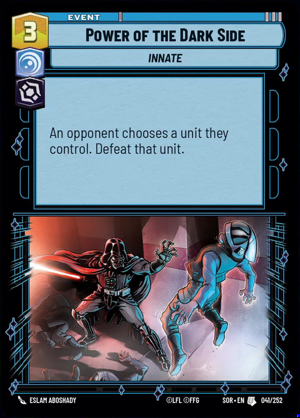 EVENT
3
POWER OF THE DARK SIDE
INNATE
An opponent chooses a unit they
control. Defeat that unit.
ESLAM ABOSHADY
©LFL ©FFG
SOR • EN
041/252